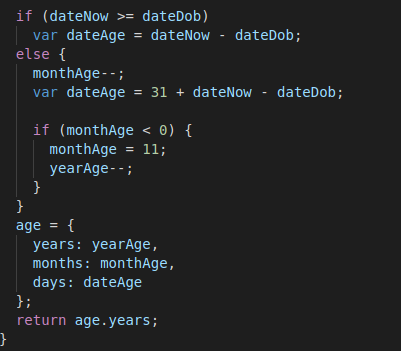 if (dateNow >= dateDob)
var dateAge = dateNow - dateDob;
else {
monthAge--;
var dateAge = 31 + dateNow - dateDob;
if (monthAge < 0) {
monthAge = 11;
yearAge--;
}
}
age = {
years: yearAge,
months: monthAge,
days: dateAge
};
return age.years;
}